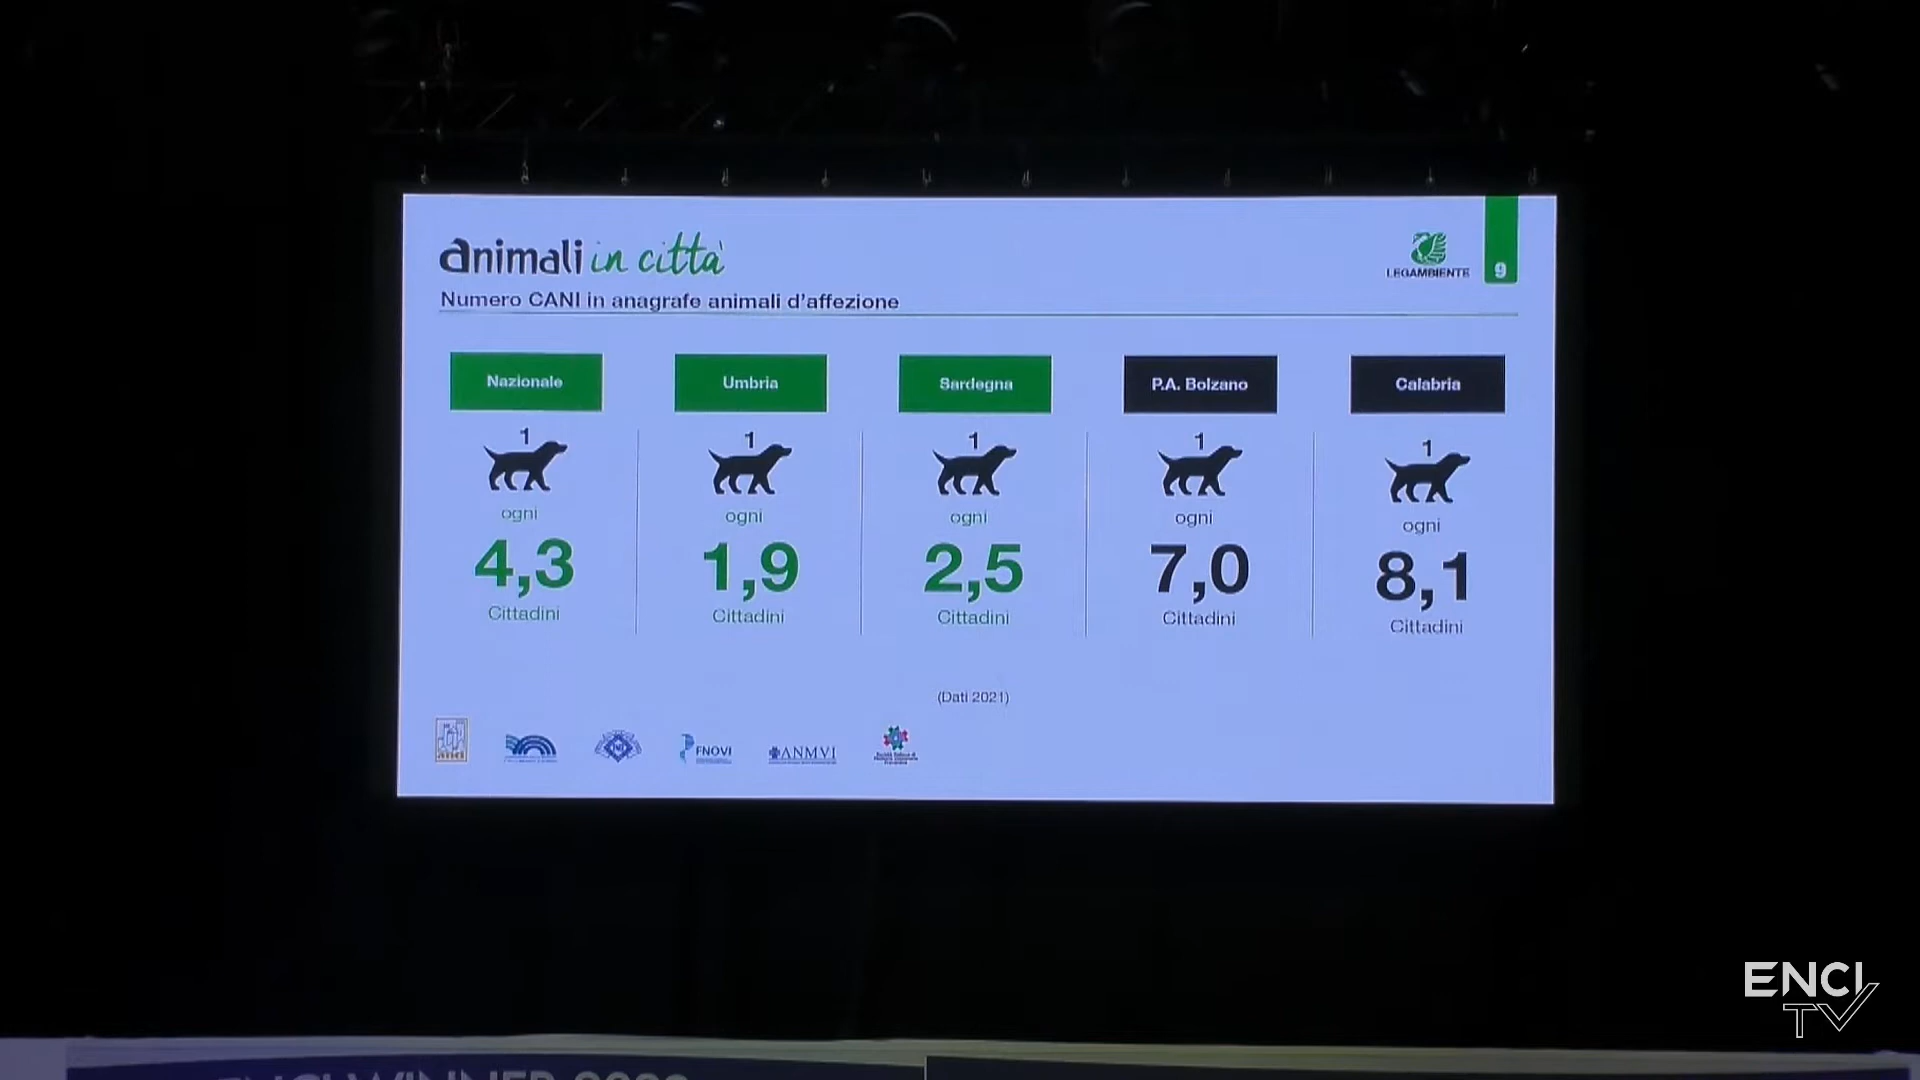 animali in città
Numero CANI in anagrafe animali d'affezione
LEGAMBIENTE
9
Nazionale
1
ogni
4,3
Cittadini
Umbria
1
ogni
1,9
Cittadini
Sardegna
1
ogni
2,5
Cittadini
P.A. Bolzano
1
ogni
7,0
Cittadini
Calabria
1
ogni
8,1
Cittadini
(Dati 2021)
FNOVI
ANMVI
ENCI
TV